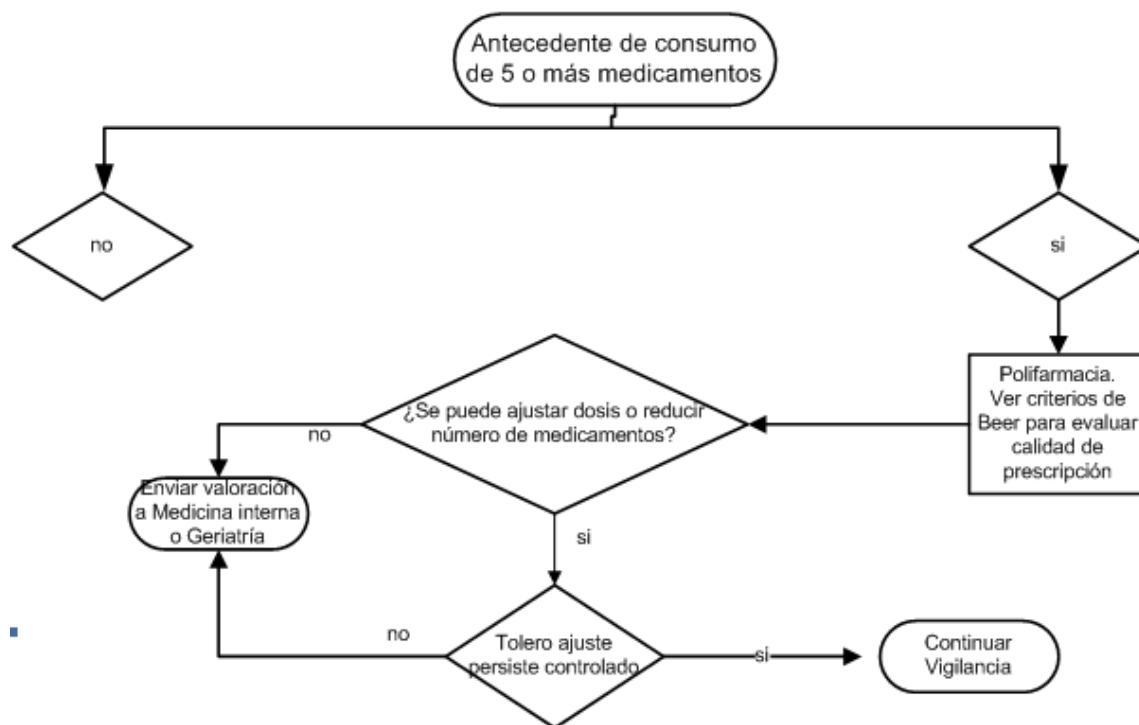 Antecedente de consumo
de 5 o más medicamentos
no
si
Polifarmacia.
Ver criterios de
Beer para evaluar
calidad de
prescripción
¿Se puede ajustar dosis o reducir
número de medicamentos?
no
Enviar valoración
a Medicina interna
o Geriatría
si
no
Tolero ajuste
persiste controlado
si
Continuar
Vigilancia